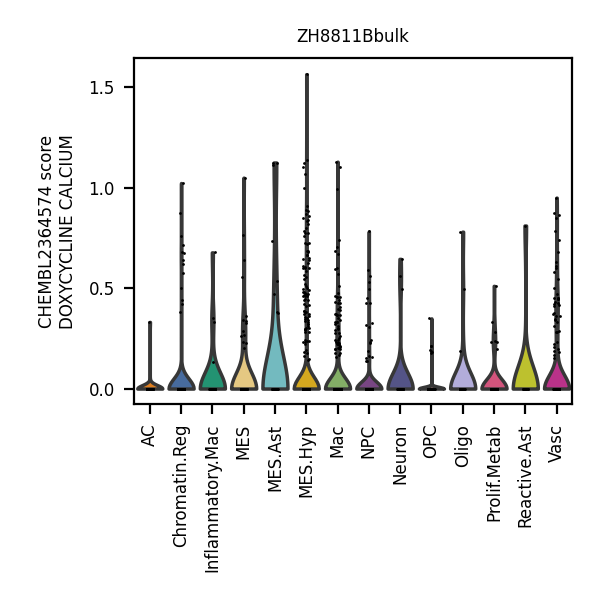 ZH8811Bbulk
CHEMBL2364574 score
DOXYCYCLINE CALCIUM
1.5
1.0
0.5
0.0
AC
Chromatin.Reg
Inflammatory.Mac
MES
MES.Ast
MES.Hyp
Mac
NPC
Neuron
OPC
Oligo
Prolif.Metab
Reactive.Ast
Vasc